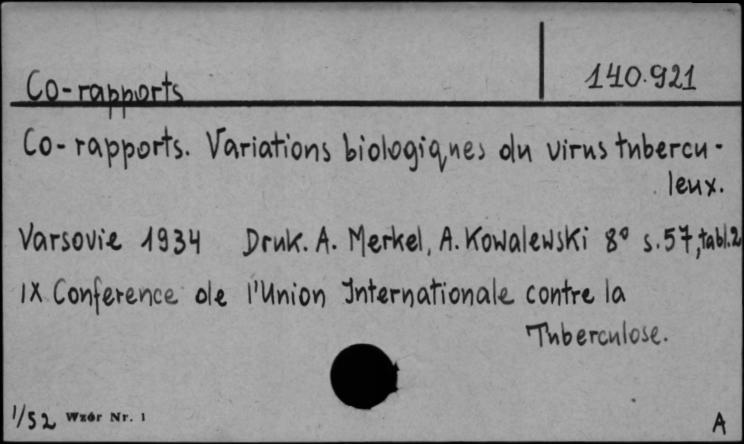 Co-rapports
140.921
Co-rapports. Variations biologiques du virus tubercu-
leux.
Varsovie 1934 Druk. A. Merkel, A. Kowalewski 8° s. 57, tabl. 2
IX Conference de l'Union Internationale contre la
Tuberculose.
1/52 Wzór Nr. 1
A